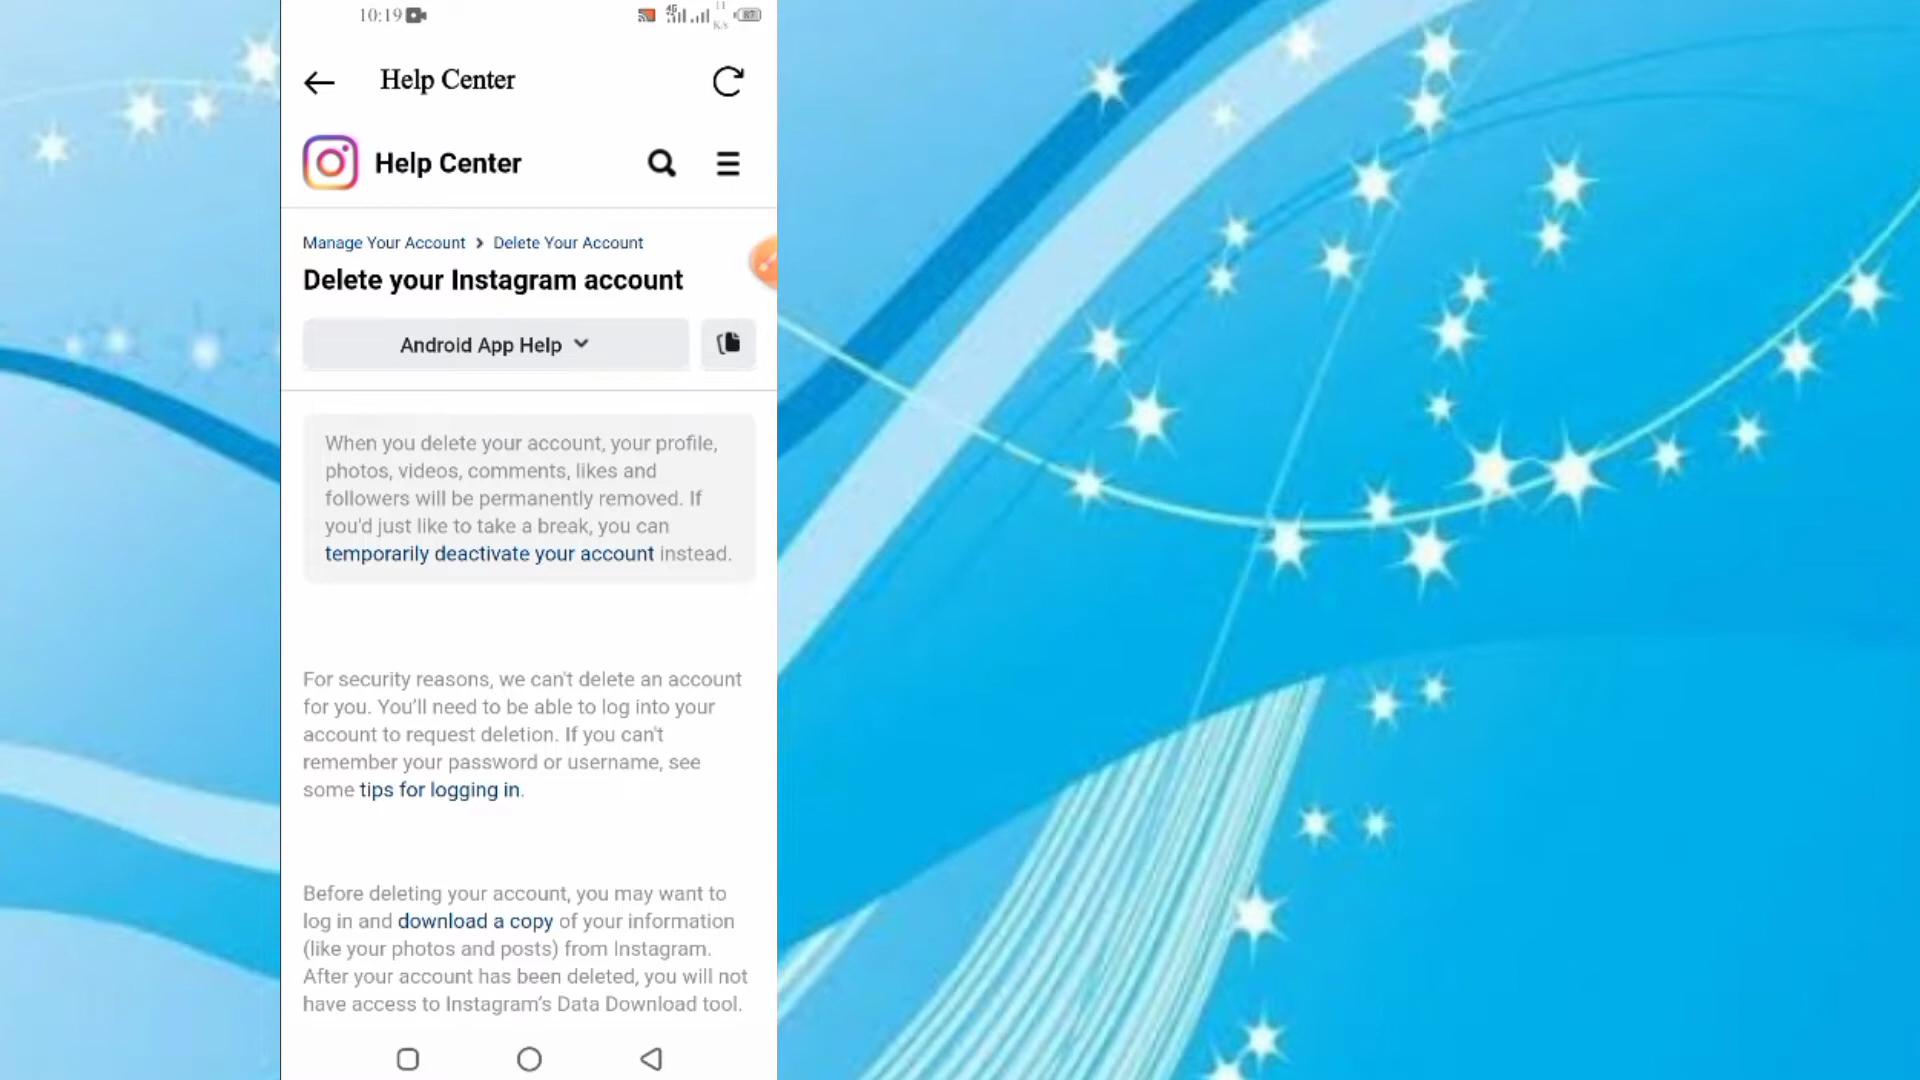 10:19
4G
11
K/s
87
Help Center
Help Center
Manage Your Account > Delete Your Account
Delete your Instagram account
Android App Help
When you delete your account, your profile,
photos, videos, comments, likes and
followers will be permanently removed. If
you'd just like to take a break, you can
temporarily deactivate your account instead.
For security reasons, we can't delete an account
for you. You’ll need to be able to log into your
account to request deletion. If you can't
remember your password or username, see
some tips for logging in.
Before deleting your account, you may want to
log in and download a copy of your information
(like your photos and posts) from Instagram.
After your account has been deleted, you will not
have access to Instagram’s Data Download tool.